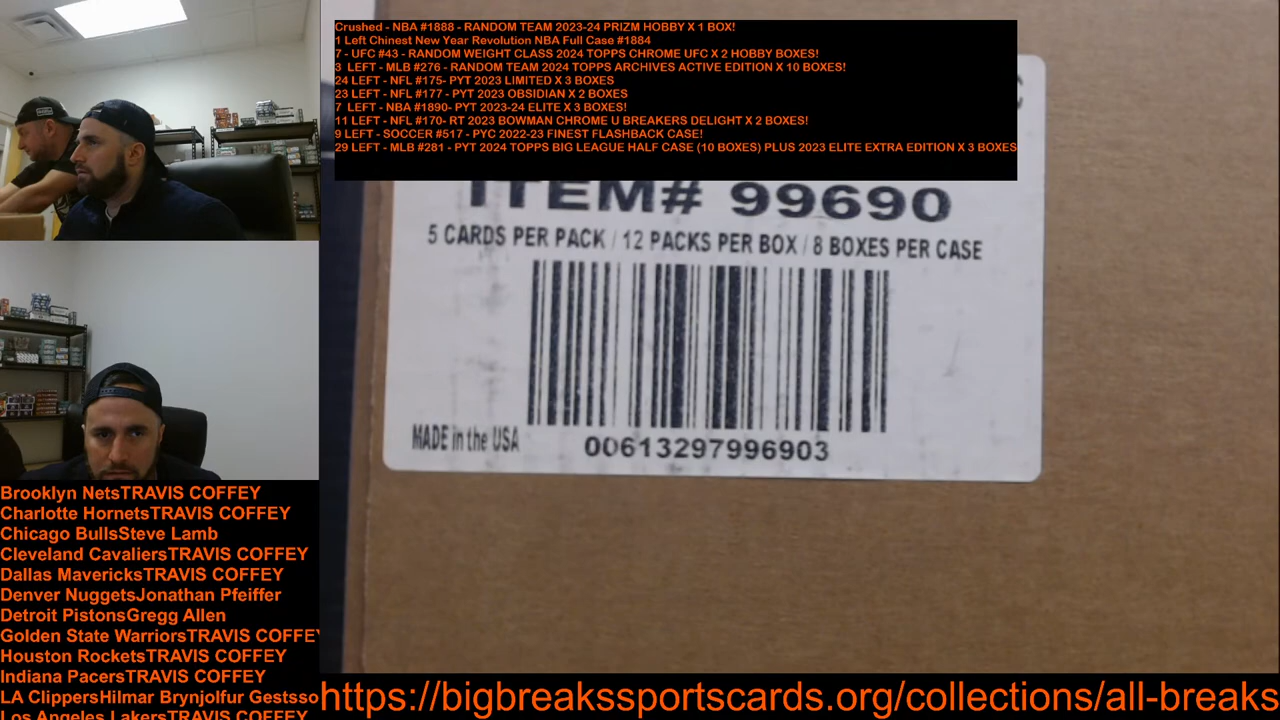 Crushed - NBA #1888 - RANDOM TEAM 2023-24 PRIZM HOBBY X 1 BOX!
1 Left Chinest New Year Revolution NBA Full Case #1884
7 - UFC #43 - RANDOM WEIGHT CLASS 2024 TOPPS CHROME UFC X 2 HOBBY BOXES!
3 LEFT - MLB #276 - RANDOM TEAM 2024 TOPPS ARCHIVES ACTIVE EDITION X 10 BOXES!
24 LEFT - NFL #175- PYT 2023 LIMITED X 3 BOXES
23 LEFT - NFL #177 - PYT 2023 OBSIDIAN X 2 BOXES
7 LEFT - NBA #1890- PYT 2023-24 ELITE X 3 BOXES!
11 LEFT - NFL #170- RT 2023 BOWMAN CHROME U BREAKERS DELIGHT X 2 BOXES!
9 LEFT - SOCCER #517 - PYC 2022-23 FINEST FLASHBACK CASE!
29 LEFT - MLB #281 - PYT 2024 TOPPS BIG LEAGUE HALF CASE (10 BOXES) PLUS 2023 ELITE EXTRA EDITION X 3 BOXES
ITEM# 99690
5 CARDS PER PACK / 12 PACKS PER BOX / 8 BOXES PER CASE
MADE in the USA
00613297996903
Brooklyn NetsTRAVIS COFFEY
Charlotte HornetsTRAVIS COFFEY
Chicago BullsSteve Lamb
Cleveland CavaliersTRAVIS COFFEY
Dallas MavericksTRAVIS COFFEY
Denver NuggetsJonathan Pfeiffer
Detroit PistonsGregg Allen
Golden State WarriorsTRAVIS COFFEY
Houston RocketsTRAVIS COFFEY
Indiana PacersTRAVIS COFFEY
LA ClippersHilmar Brynjolfur Gestsso
Los Angeles LakersTRAVIS COFFEY
https://bigbreakssportscards.org/collections/all-breaks